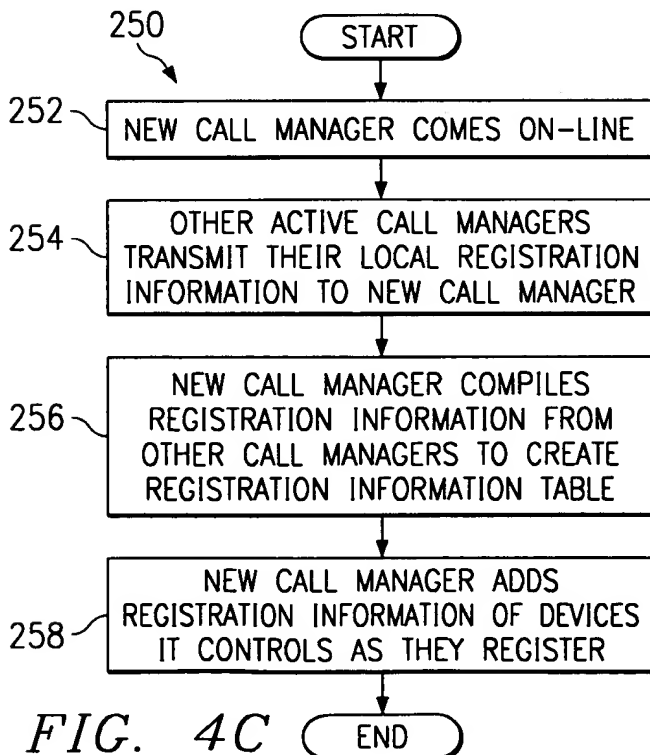 250
START
252
NEW CALL MANAGER COMES ON-LINE
254
OTHER ACTIVE CALL MANAGERS
TRANSMIT THEIR LOCAL REGISTRATION
INFORMATION TO NEW CALL MANAGER
256
NEW CALL MANAGER COMPILES
REGISTRATION INFORMATION FROM
OTHER CALL MANAGERS TO CREATE
REGISTRATION INFORMATION TABLE
258
NEW CALL MANAGER ADDS
REGISTRATION INFORMATION OF DEVICES
IT CONTROLS AS THEY REGISTER
FIG. 4C
END